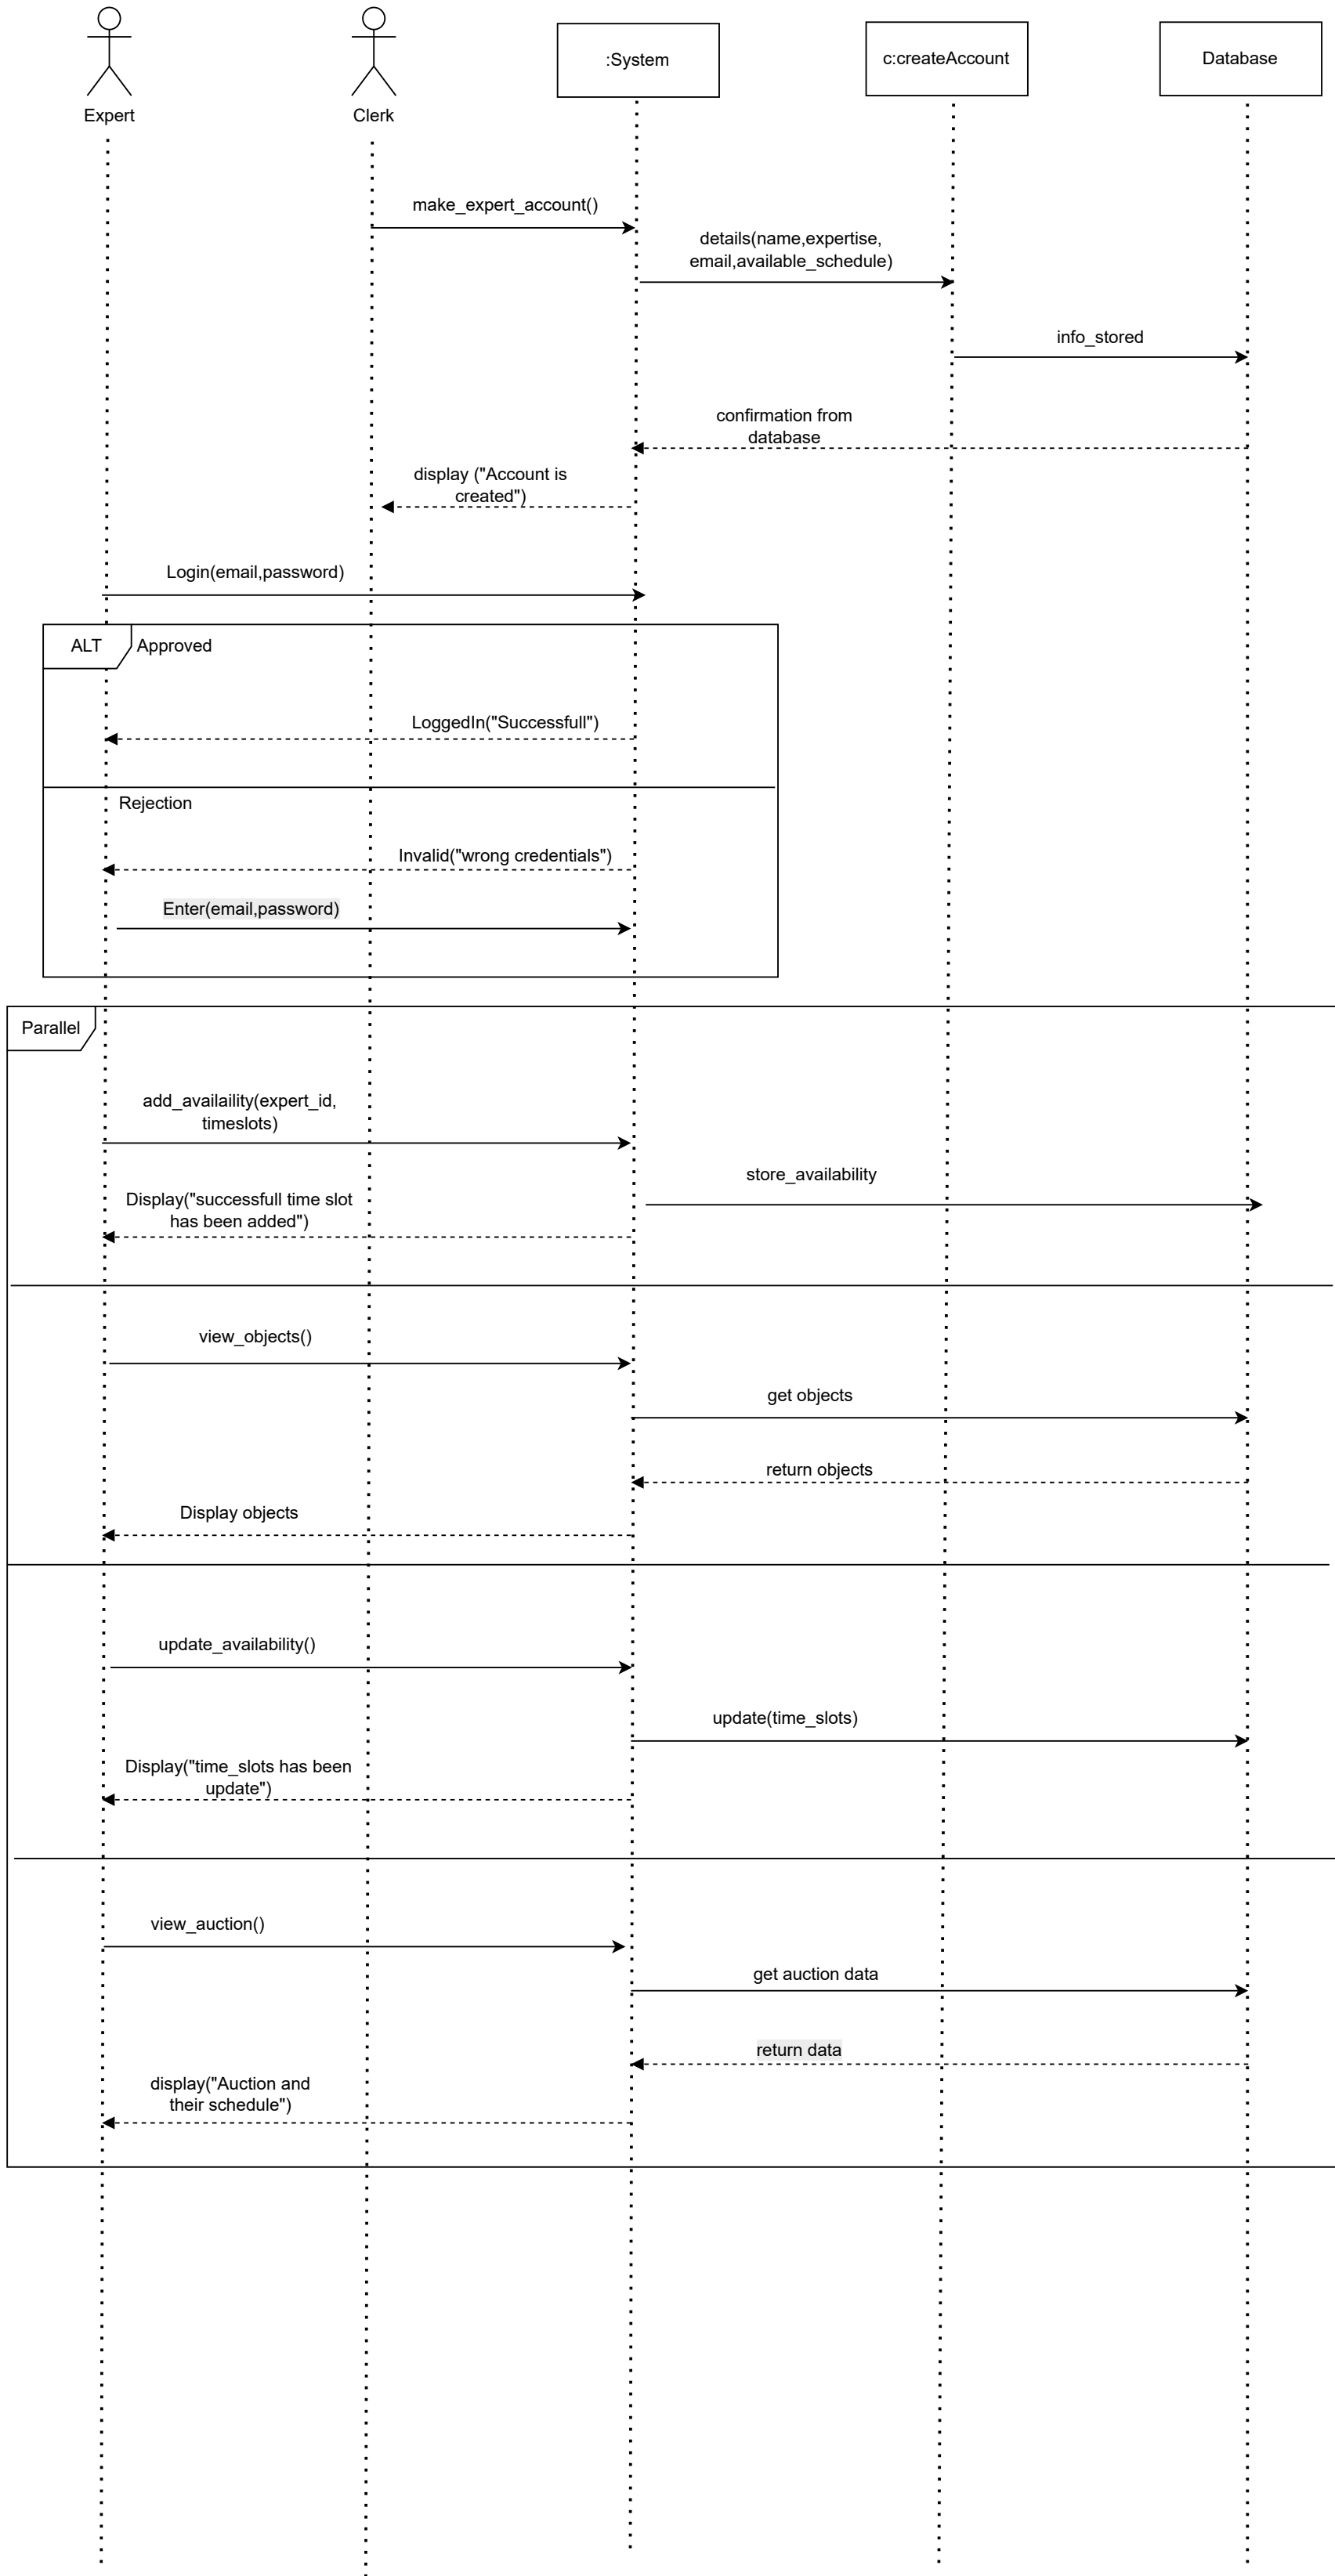 Expert
Clerk
:System
c:createAccount
Database
make_expert_account()
details(name,expertise,
email,available_schedule)
info_stored
confirmation from
database
display ("Account is
created")
Login(email,password)
ALT
Approved
LoggedIn("Successfull")
Rejection
Invalid("wrong credentials")
Enter(email,password)
Parallel
add_availaility(expert_id,
timeslots)
store_availability
Display("successfull time slot
has been added")
view_objects()
get objects
return objects
Display objects
update_availability()
update(time_slots)
Display("time_slots has been
update")
view_auction()
get auction data
return data
display("Auction and
their schedule")